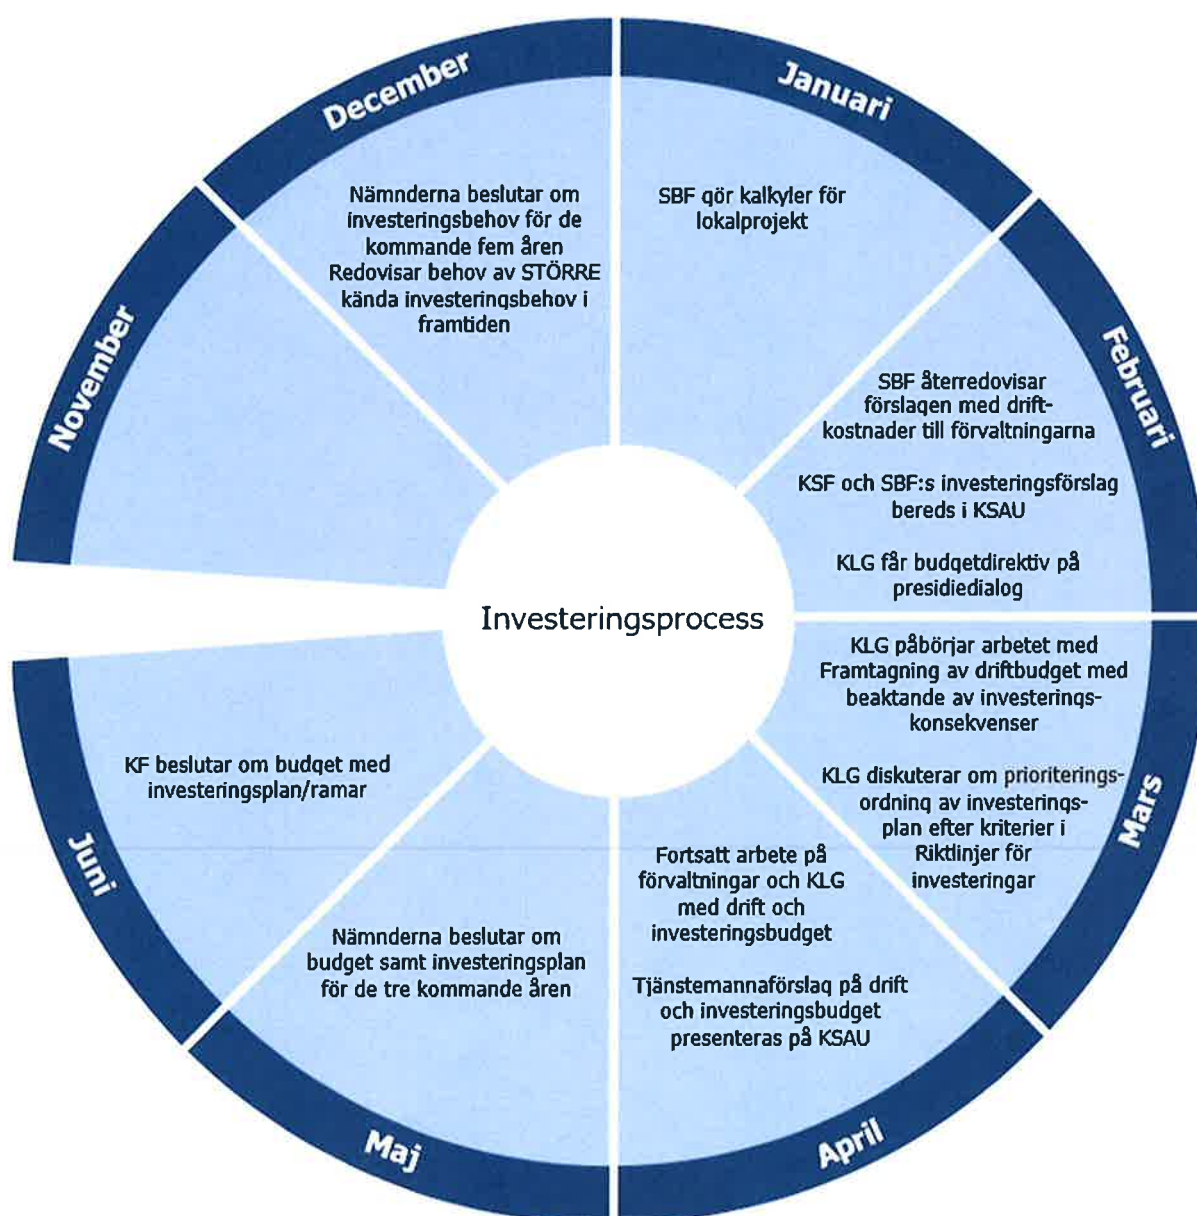 December
Nämnderna beslutar om
investeringsbehov för de
kommande fem åren
Redovisar behov av STÖRRE
kända investeringsbehov i
framtiden
Januari
SBF gör kalkyler för
lokalprojekt
Februari
SBF återredovisar
förslagen med drift-
kostnader till förvaltningarna
KSF och SBF:s investeringsförslag
bereds i KSAU
KLG får budgetdirektiv på
presidiedialog
Mars
KLG påbörjar arbetet med
Framtagning av driftbudget med
beaktande av investerings-
konsekvenser
KLG diskuterar om prioriterings-
ordning av investerings-
plan efter kriterier i
Riktlinjer för
investeringar
April
Fortsatt arbete på
förvaltningar och KLG
med drift och
investeringsbudget
Tjänstemannaförslag på drift
och investeringsbudget
presenteras på KSAU
Maj
Nämnderna beslutar om
budget samt investeringsplan
för de tre kommande åren
Juni
KF beslutar om budget med
investeringsplan/ramar
November
Investeringsprocess